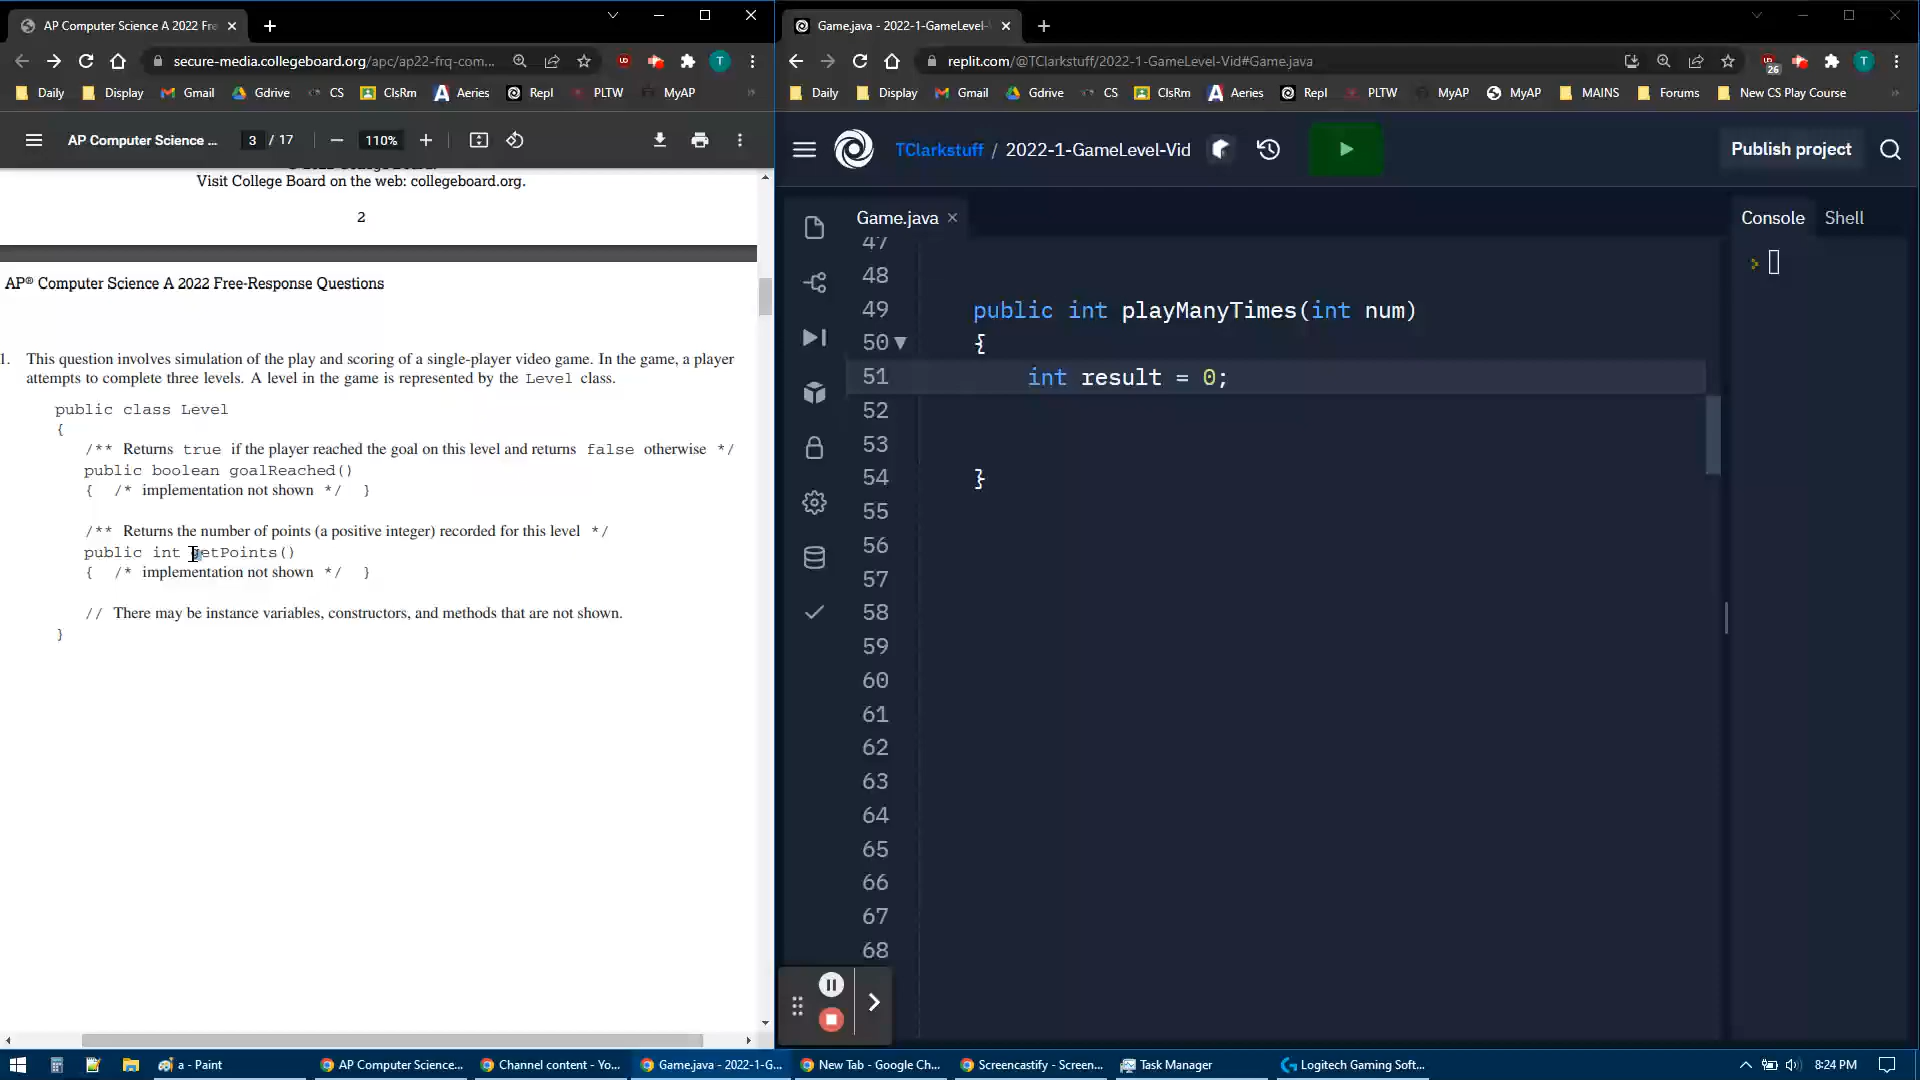 AP Computer Science A 2022 Fre
Game.java - 2022-1-GameLevel-
secure-media.collegeboard.org/apc/ap22-frq-com...
replit.com/@TClarkstuff/2022-1-GameLevel-Vid#Game.java
Daily Display Gmail Gdrive CS ClsRm Aeries Repl PLTW MyAP
Daily Display Gmail Gdrive CS ClsRm Aeries Repl PLTW MyAP MyAP MAINS Forums New CS Play Course
AP Computer Science ... 3 / 17 110%
TClarkstuff / 2022-1-GameLevel-Vid
Publish project
Visit College Board on the web: collegeboard.org.
2
AP® Computer Science A 2022 Free-Response Questions
1. This question involves simulation of the play and scoring of a single-player video game. In the game, a player
attempts to complete three levels. A level in the game is represented by the Level class.
public class Level
{
/** Returns true if the player reached the goal on this level and returns false otherwise */
public boolean goalReached()
{ /* implementation not shown */ }
/** Returns the number of points (a positive integer) recorded for this level */
public int getPoints()
{ /* implementation not shown */ }
// There may be instance variables, constructors, and methods that are not shown.
}
Game.java
47
48
49 public int playManyTimes(int num)
50 {
51 int result = 0;
52
53
54 }
55
56
57
58
59
60
61
62
63
64
65
66
67
68
Console Shell
a - Paint
AP Computer Science...
Channel content - Yo...
Game.java - 2022-1-G...
New Tab - Google Ch...
Screencastify - Screen...
Task Manager
Logitech Gaming Soft...
8:24 PM